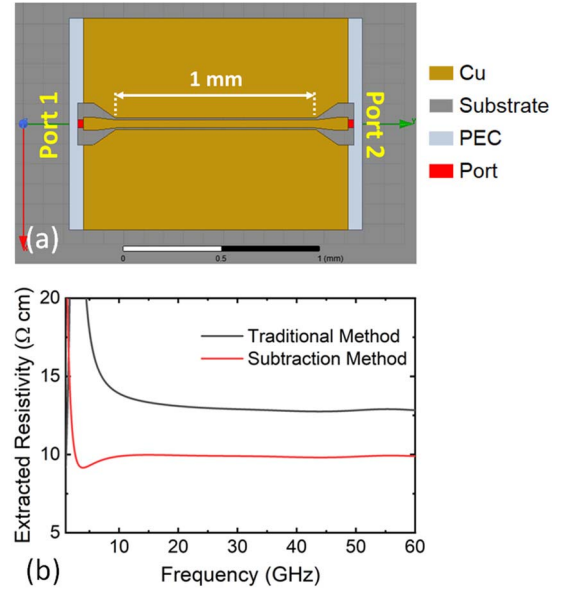 1 mm
Port 1
Port 2
Cu
Substrate
PEC
Port
(a)
0 0.5 1 (mm)
Y
20
15
10
5
Extracted Resistivity (Ω cm)
Traditional Method
Subtraction Method
10 20 30 40 50 60
Frequency (GHz)
(b)